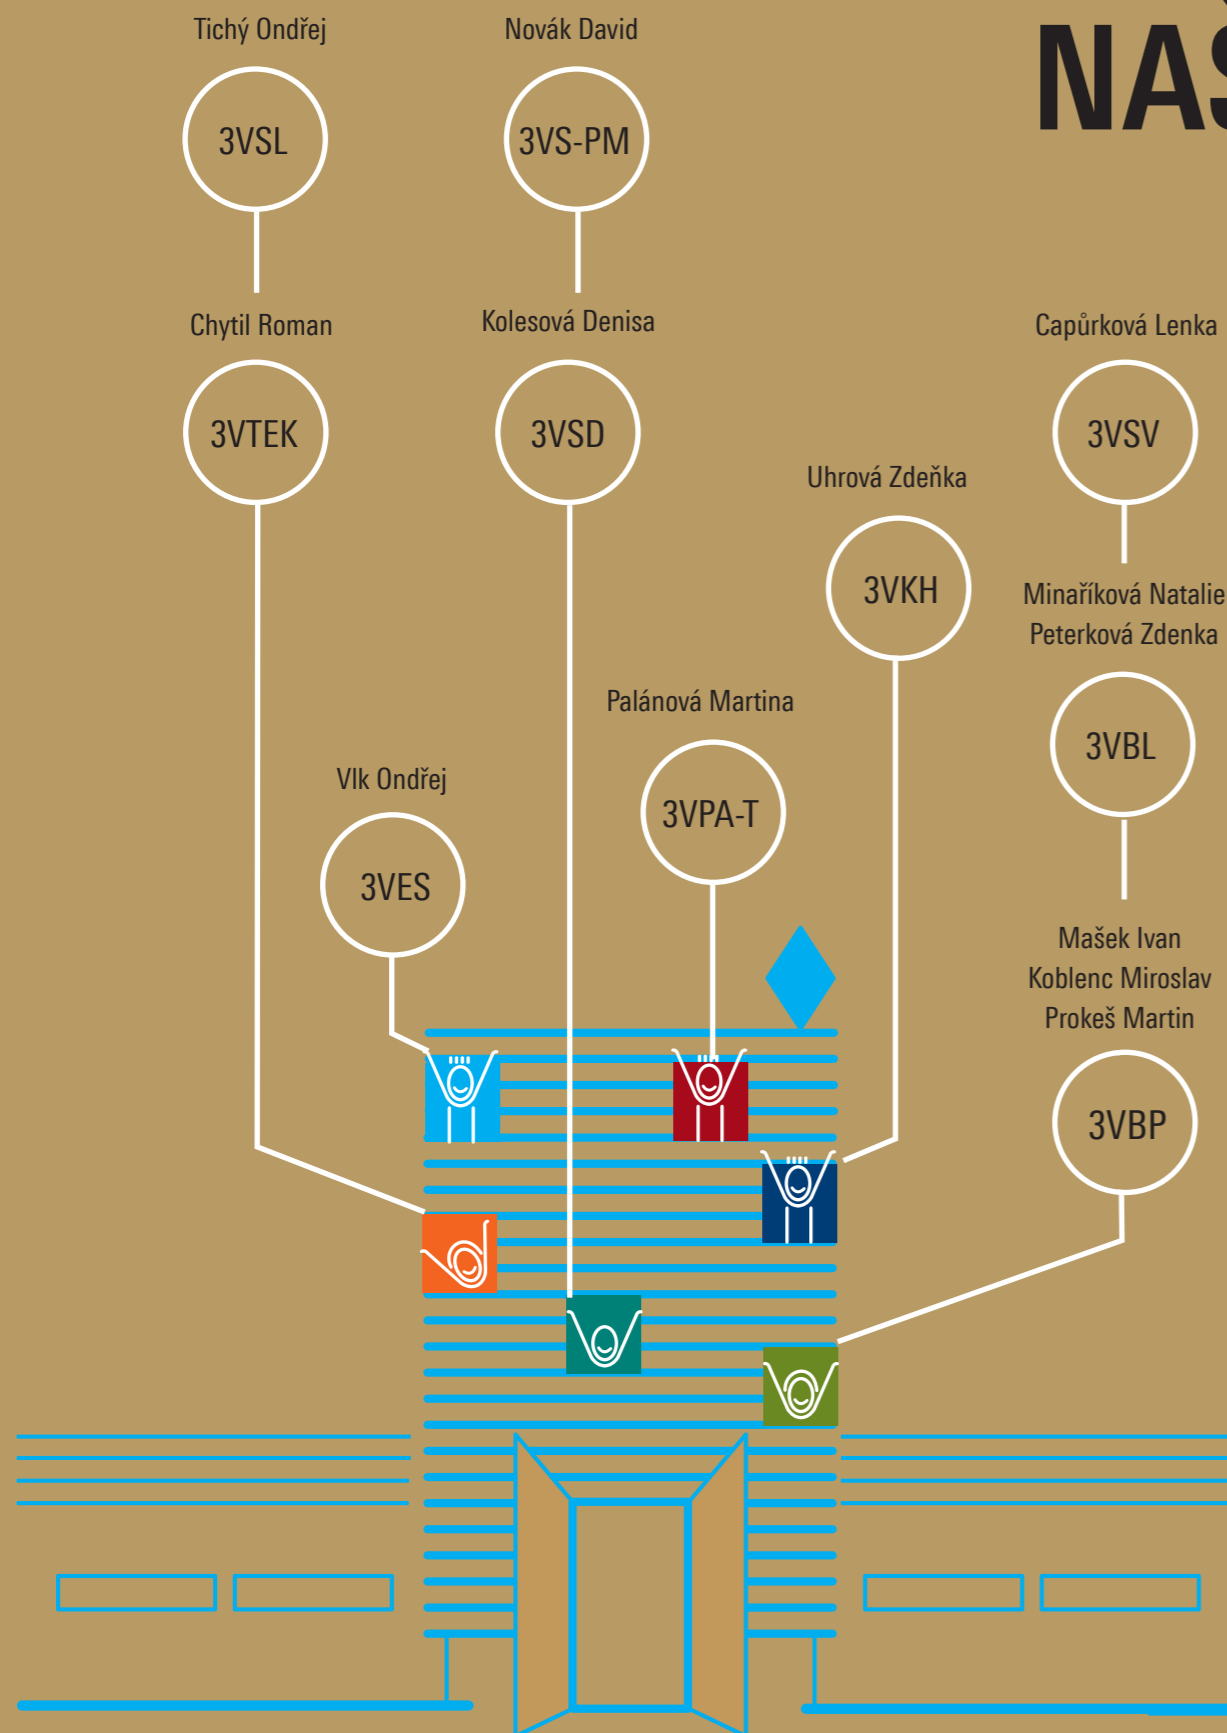 NAŠ
Tichý Ondřej
3VSL
Novák David
3VS-PM
Chytil Roman
3VTEK
Kolesová Denisa
3VSD
Capůrková Lenka
3VSV
Uhrová Zdeňka
3VKH
Minaříková Natalie
Peterková Zdenka
3VBL
Palánová Martina
3VPA-T
Vlk Ondřej
3VES
Mašek Ivan
Koblenc Miroslav
Prokeš Martin
3VBP